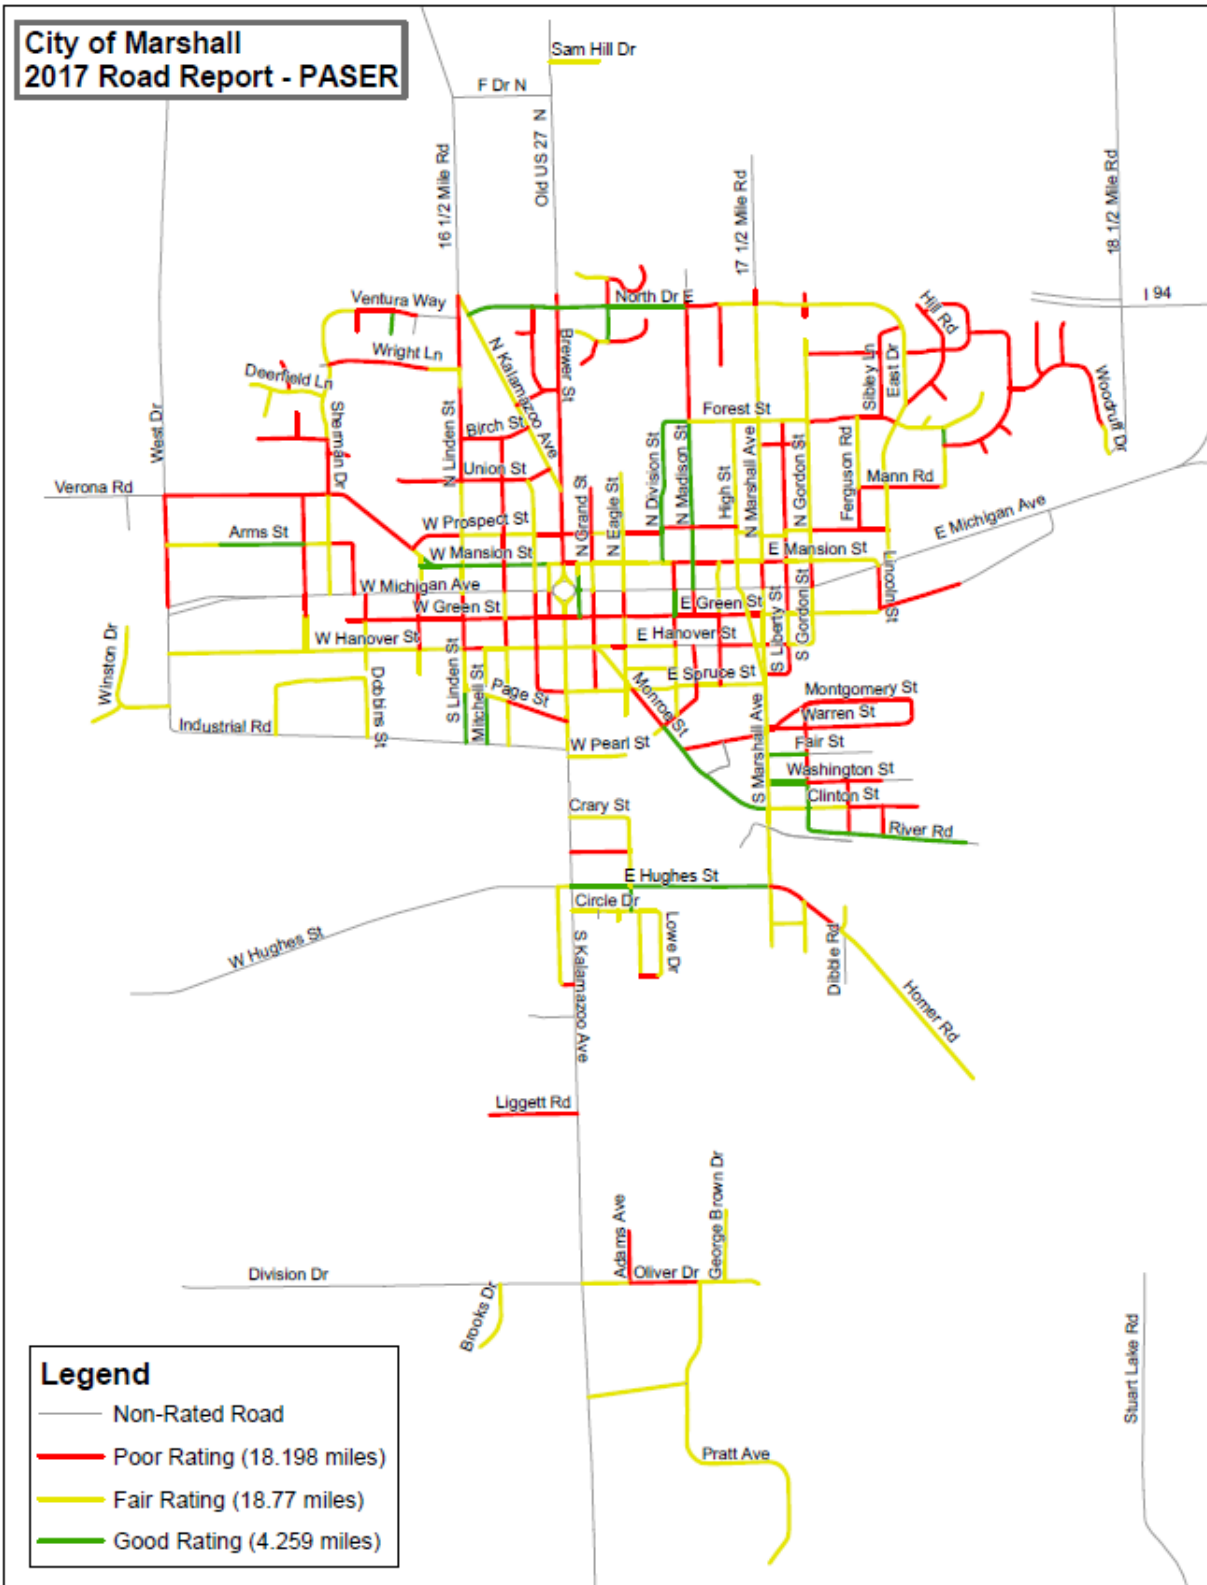 City of Marshall
2017 Road Report - PASER
Sam Hill Dr
F Dr N
Old US 27 N
16 1/2 Mile Rd
17 1/2 Mile Rd
18 1/2 Mile Rd
I 94
Ventura Way
North Dr E
Hill Rd
Wright Ln
N Kalamazoo Ave
Brewer St
Sibley Ln
East Dr
Deerfield Ln
Woodruff Dr
West Dr
Sherman Dr
N Linden St
Birch St
Forest St
Union St
N Division St
N Madison St
High St
N Marshall Ave
N Gordon St
Ferguson Rd
Mann Rd
Verona Rd
N Grand St
N Eagle St
E Michigan Ave
Arms St
W Prospect St
W Mansion St
E Mansion St
W Michigan Ave
Lincoln St
W Green St
E Green St
W Hanover St
E Hanover St
S Liberty St
S Gordon St
Winston Dr
Dobbins St
S Linden St
Mitchell St
Page St
E Spruce St
Monroe St
Montgomery St
Warren St
Industrial Rd
W Pearl St
S Marshall Ave
Fair St
Washington St
Clinton St
Crary St
River Rd
E Hughes St
Circle Dr
Lowe Dr
W Hughes St
S Kalamazoo Ave
Dibble Rd
Homer Rd
Liggett Rd
Adams Ave
George Brown Dr
Division Dr
Oliver Dr
Brooks Dr
Stuart Lake Rd
Pratt Ave
Legend
Non-Rated Road
Poor Rating (18.198 miles)
Fair Rating (18.77 miles)
Good Rating (4.259 miles)